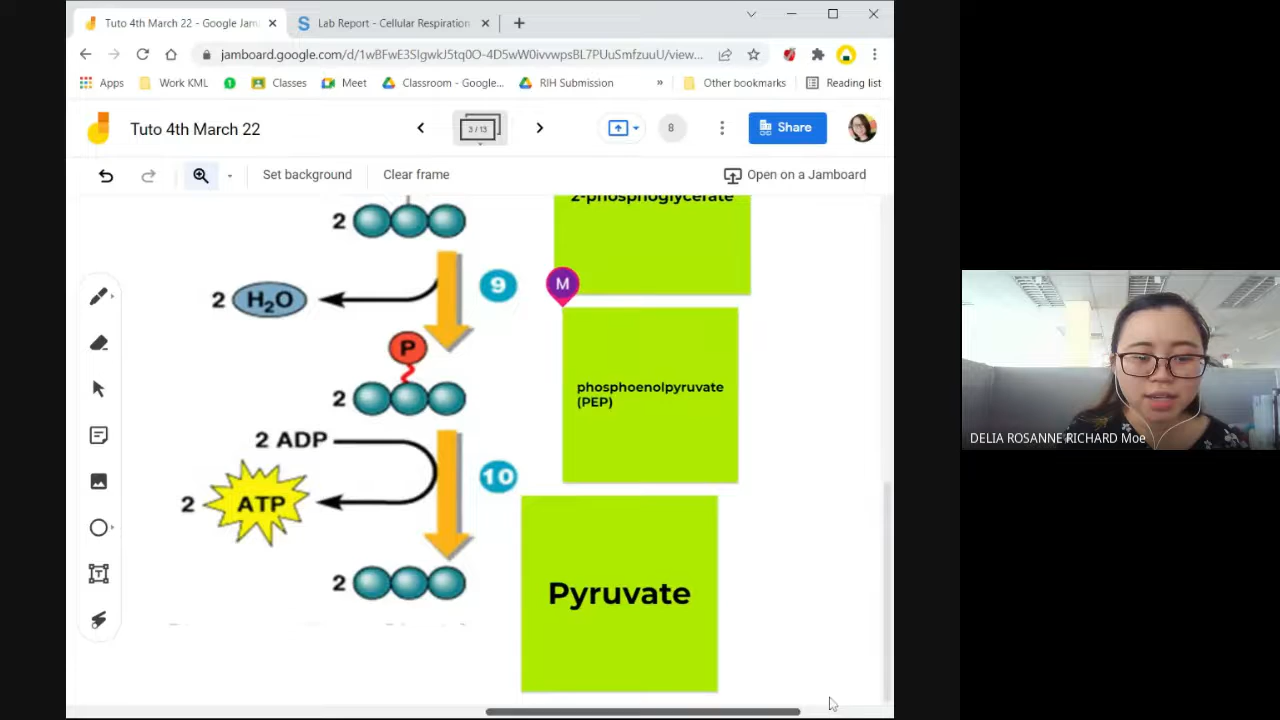 Tuto 4th March 22 - Google Jam
Lab Report - Cellular Respiration
jamboard.google.com/d/1wBFwE3SIgwkJ5tq0O-4D5wW0ivvwpsBL7PUuSmfzuuU/view...
Apps
Work KML
1
Classes
Meet
Classroom - Google...
RIH Submission
»
Other bookmarks
Reading list
Tuto 4th March 22
3 / 13
8
Share
Set background
Clear frame
Open on a Jamboard
2-phosphoglycerate
2
9
M
2 H₂O
P
phosphoenolpyruvate
(PEP)
2
2 ADP
10
2 ATP
2
Pyruvate
DELIA ROSANNE RICHARD Moe